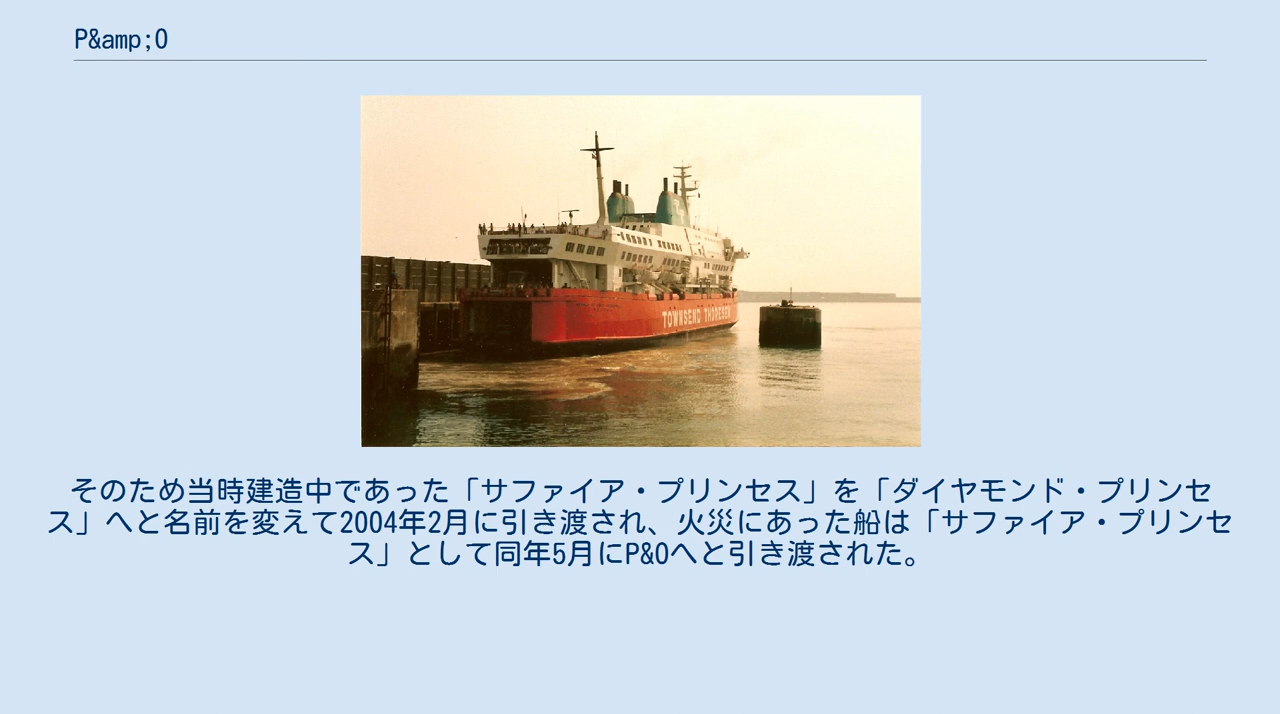 P&amp;O
TOWNSEND THORESEN
そのため当時建造中であった「サファイア・プリンセス」を「ダイヤモンド・プリンセ
ス」へと名前を変えて2004年2月に引き渡され、火災にあった船は「サファイア・プリンセ
ス」として同年5月にP&Oへと引き渡された。